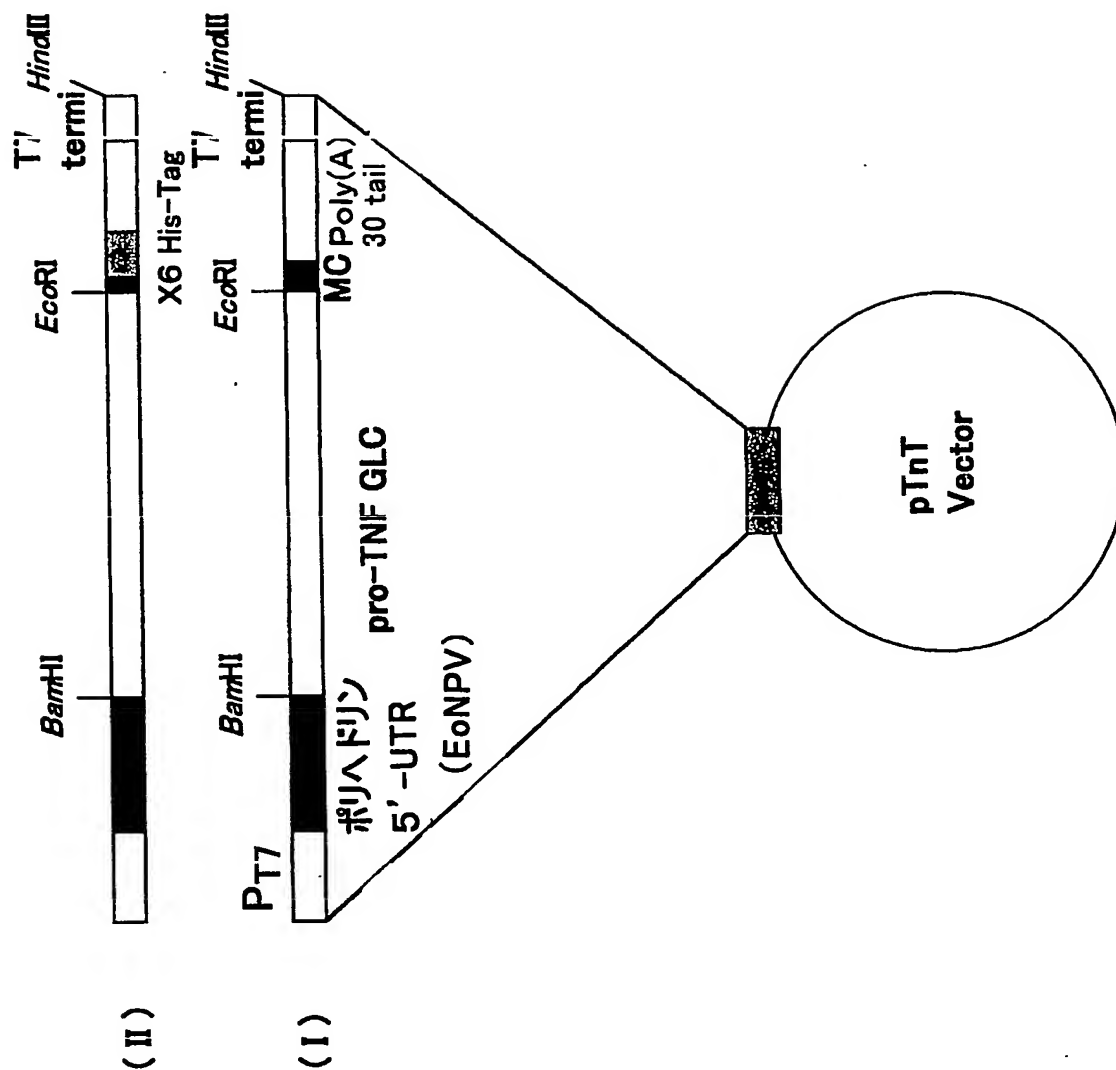 (II)
BamHI
EcoRI
X6 His-Tag
T7
termi
HindIII
(I)
PT7
BamHI
ポリヘドリン
5'-UTR
(EoNPV)
pro-TNF GLC
EcoRI
MC
Poly(A)
30 tail
T7
termi
HindIII
pTnT
Vector